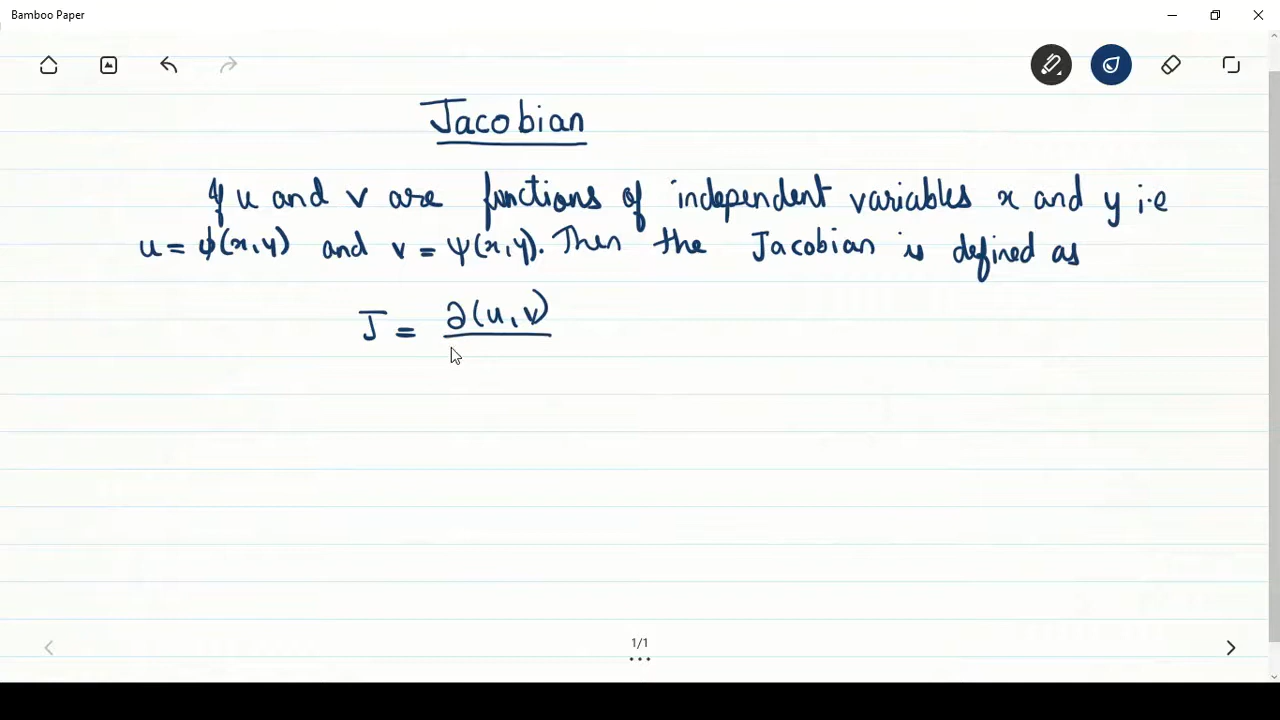 Bamboo Paper
Jacobian
If u and v are functions of independent variables x and y i.e
u = ϕ(x,y) and v = ψ(x,y). Then the Jacobian is defined as
J = ∂(u,v)
1/1